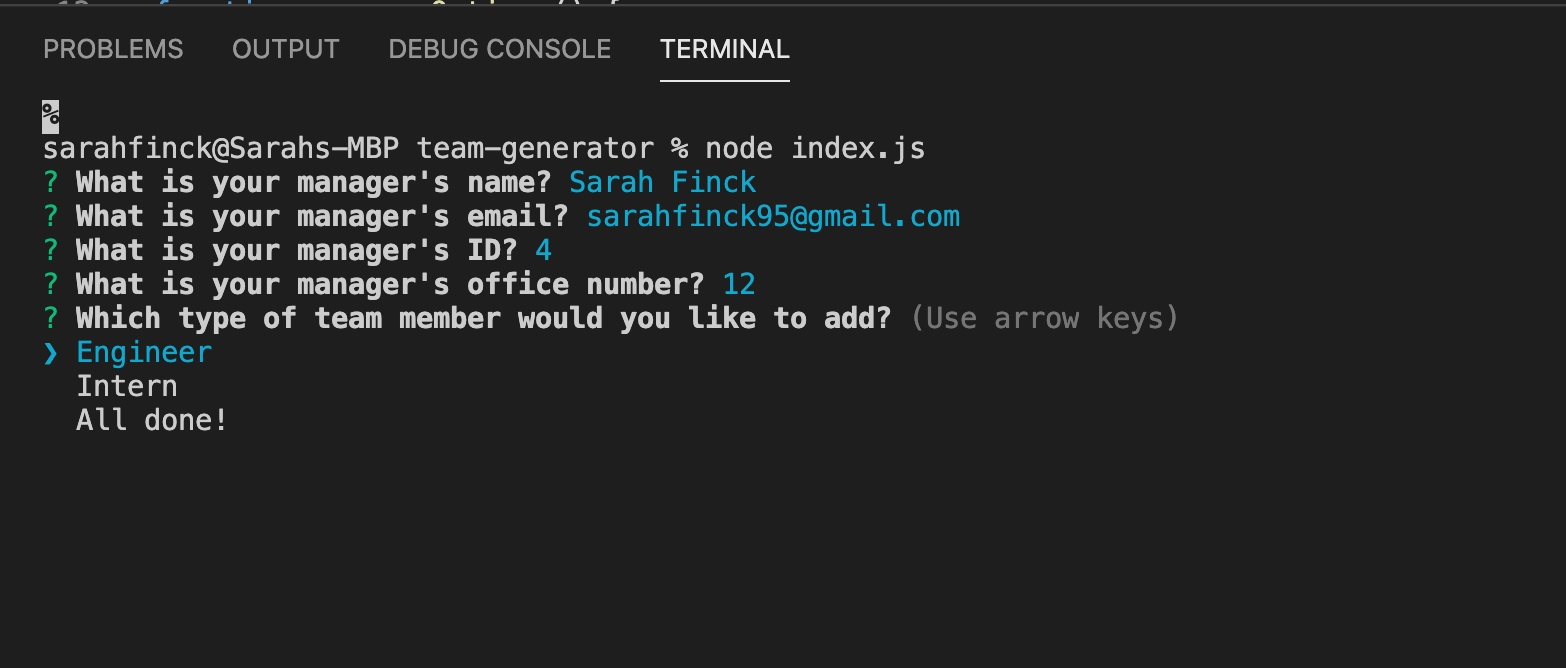 PROBLEMS OUTPUT DEBUG CONSOLE TERMINAL
%
sarahfinck@Sarahs-MBP team-generator % node index.js
? What is your manager's name? Sarah Finck
? What is your manager's email? sarahfinck95@gmail.com
? What is your manager's ID? 4
? What is your manager's office number? 12
? Which type of team member would you like to add? (Use arrow keys)
❯ Engineer
Intern
All done!